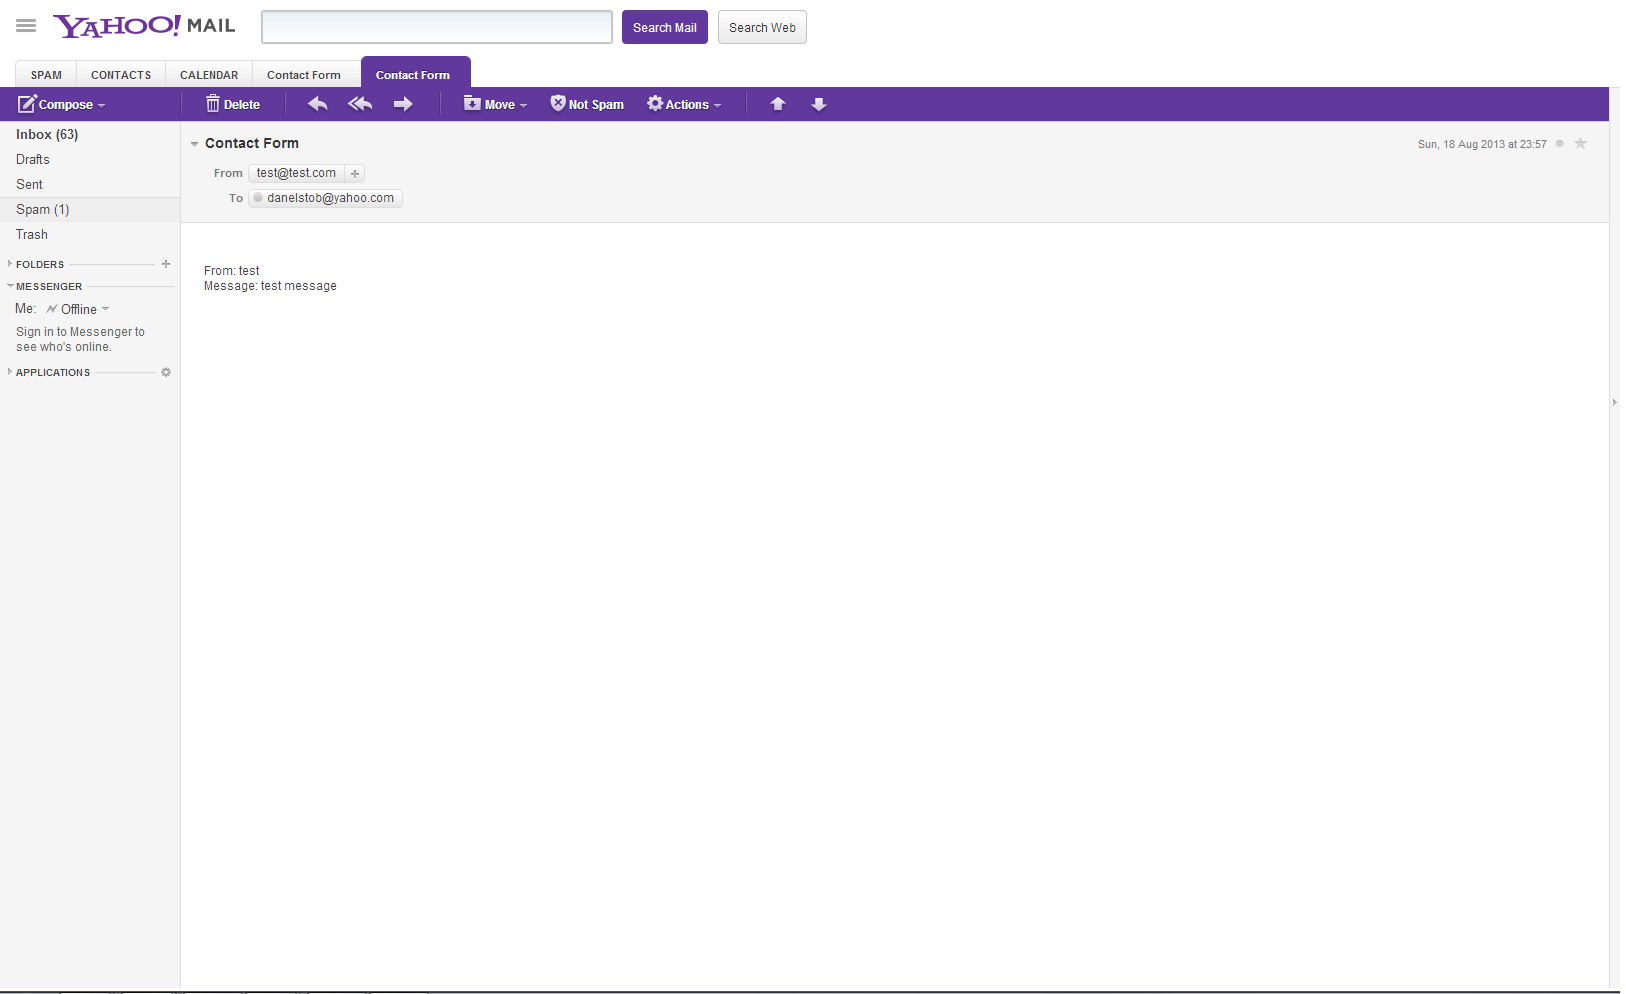 YAHOO! MAIL
Search Mail
Search Web
SPAM
CONTACTS
CALENDAR
Contact Form
Contact Form
Compose
Delete
Move
Not Spam
Actions
Inbox (63)
Drafts
Sent
Spam (1)
Trash
FOLDERS
MESSENGER
Me: Offline
Sign in to Messenger to
see who's online.
APPLICATIONS
Contact Form
Sun, 18 Aug 2013 at 23:57
From test@test.com
To danelstob@yahoo.com
From: test
Message: test message